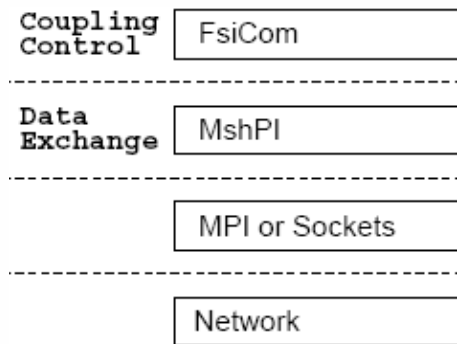 Coupling
Control
FsiCom
Data
Exchange
MshPI
MPI or Sockets
Network